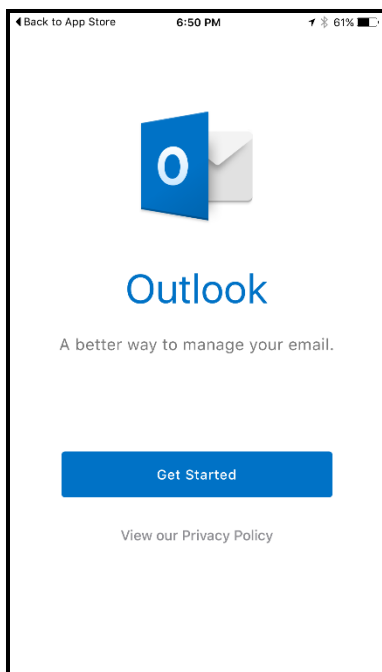 Back to App Store 6:50 PM 61%
O
Outlook
A better way to manage your email.
Get Started
View our Privacy Policy